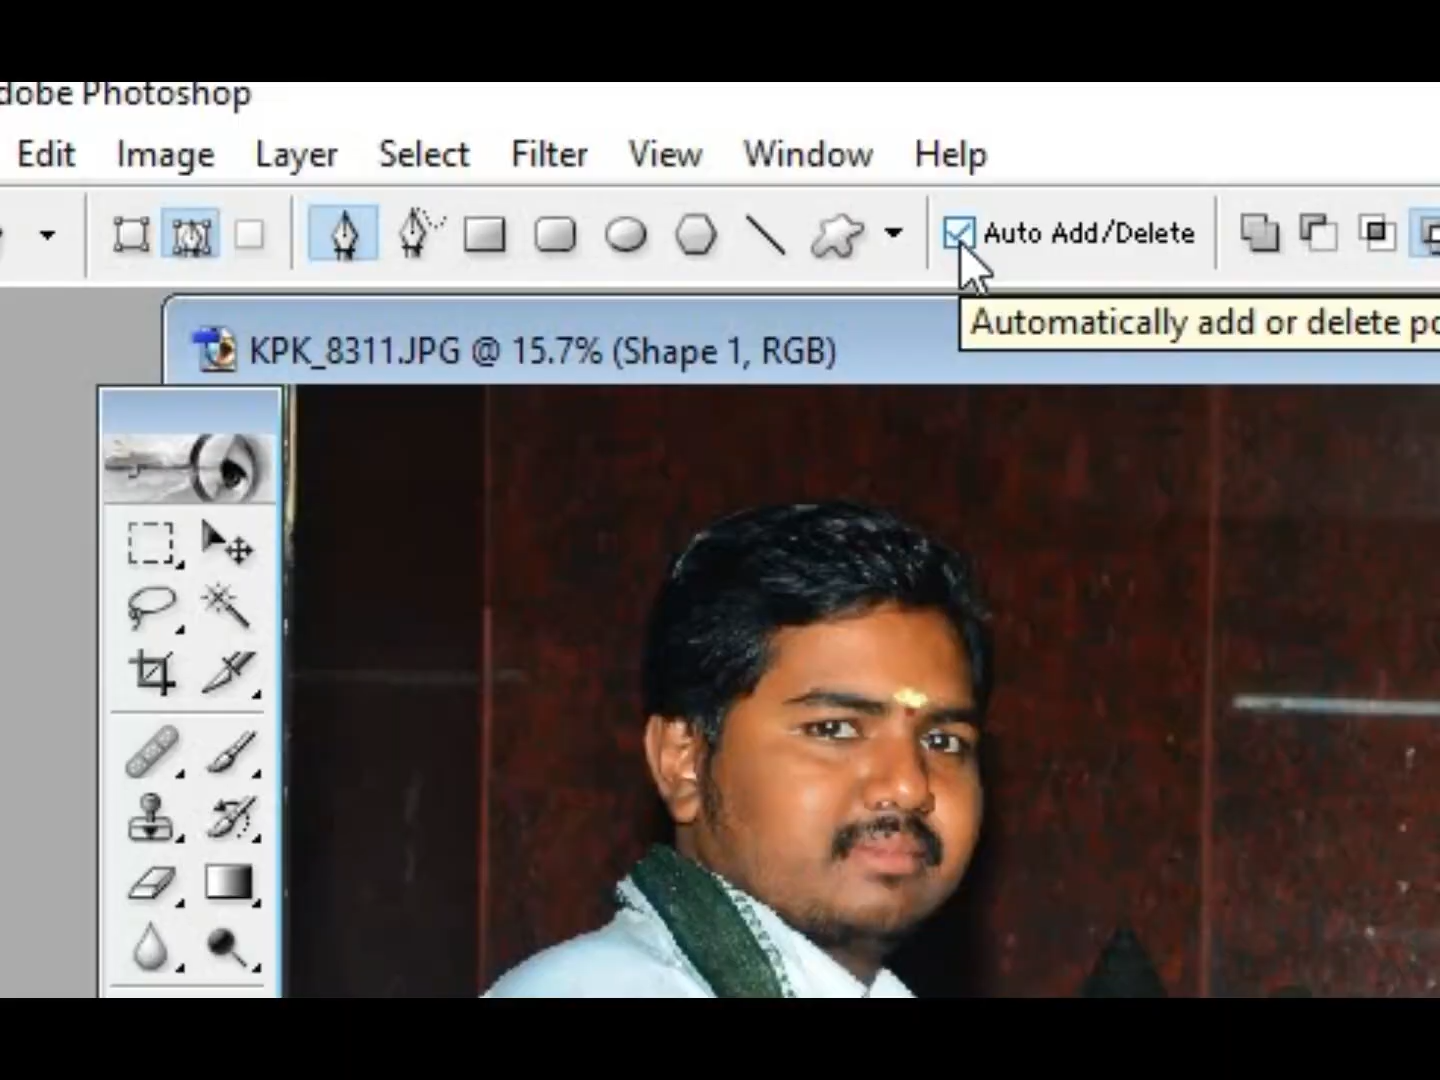 dobe Photoshop
Edit Image Layer Select Filter View Window Help
Auto Add/Delete
Automatically add or delete po
KPK_8311.JPG @ 15.7% (Shape 1, RGB)